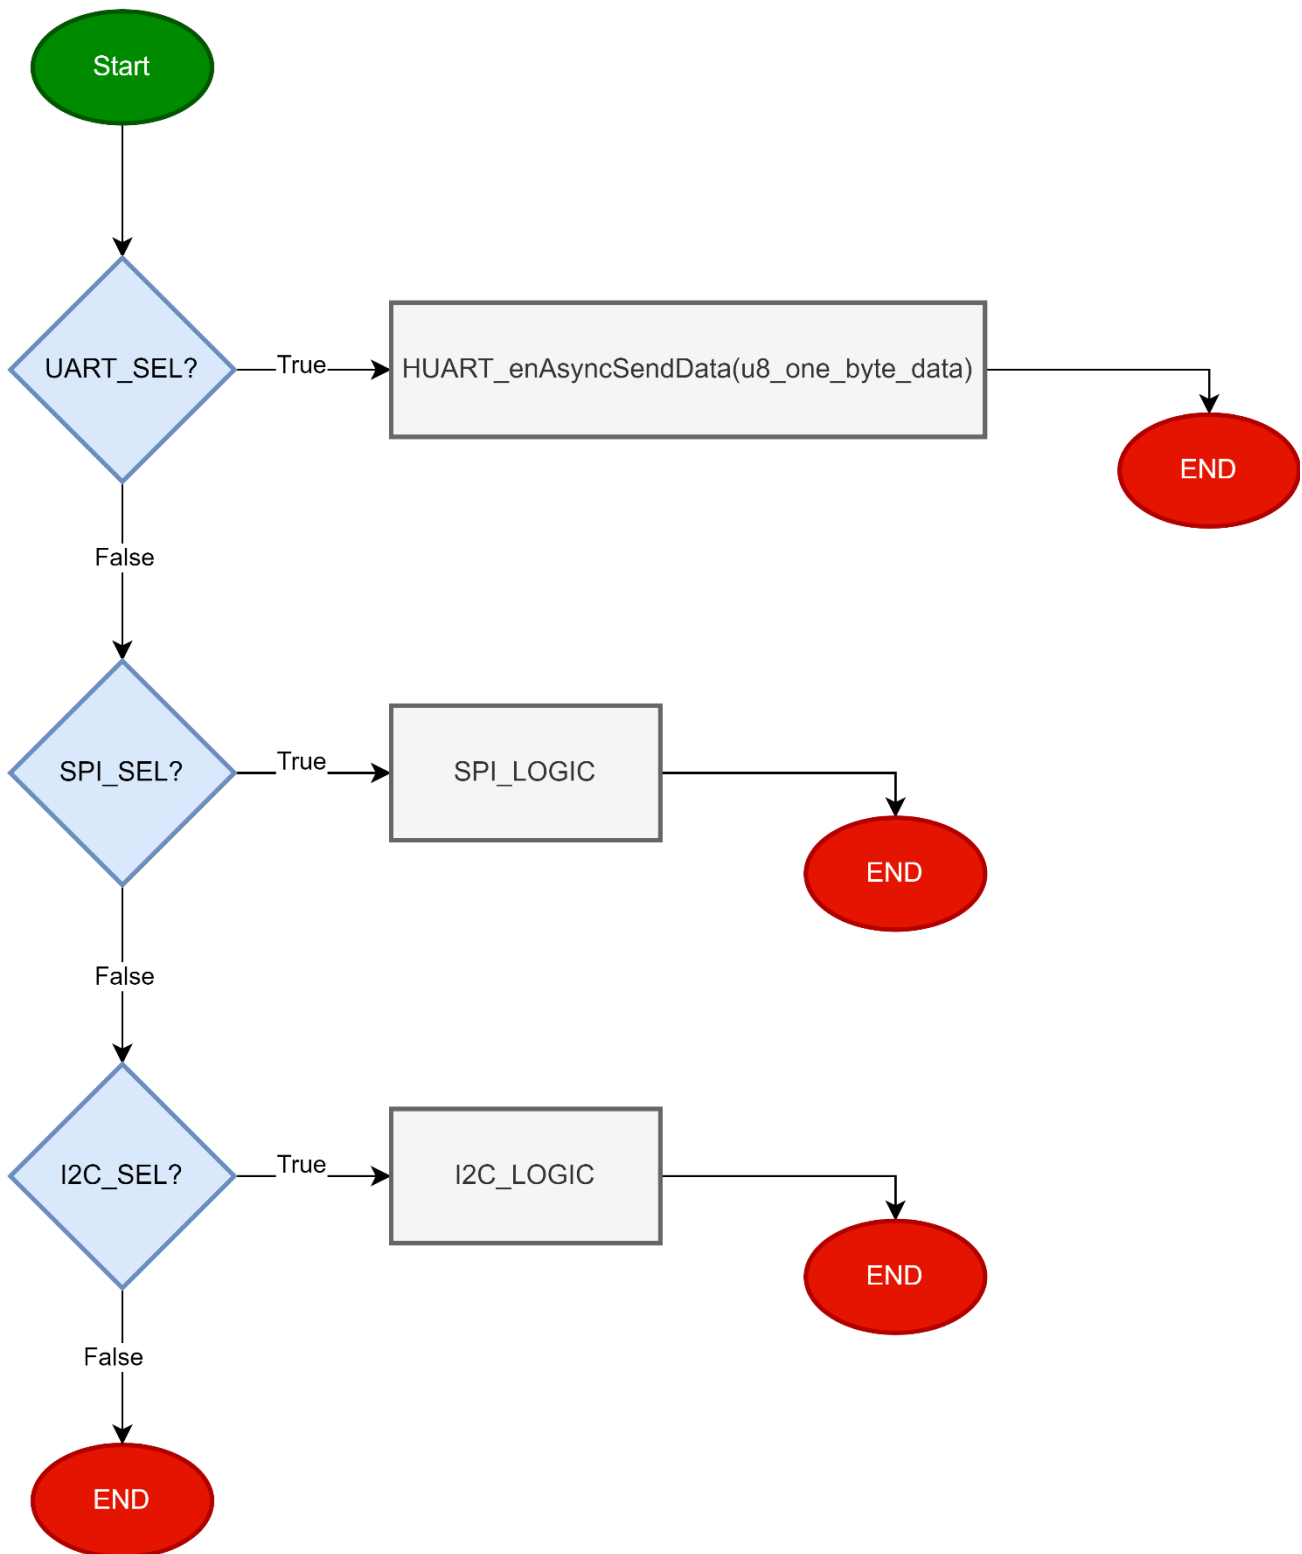 Start
UART_SEL?
True
HUART_enAsyncSendData(u8_one_byte_data)
END
False
SPI_SEL?
True
SPI_LOGIC
END
False
I2C_SEL?
True
I2C_LOGIC
END
False
END